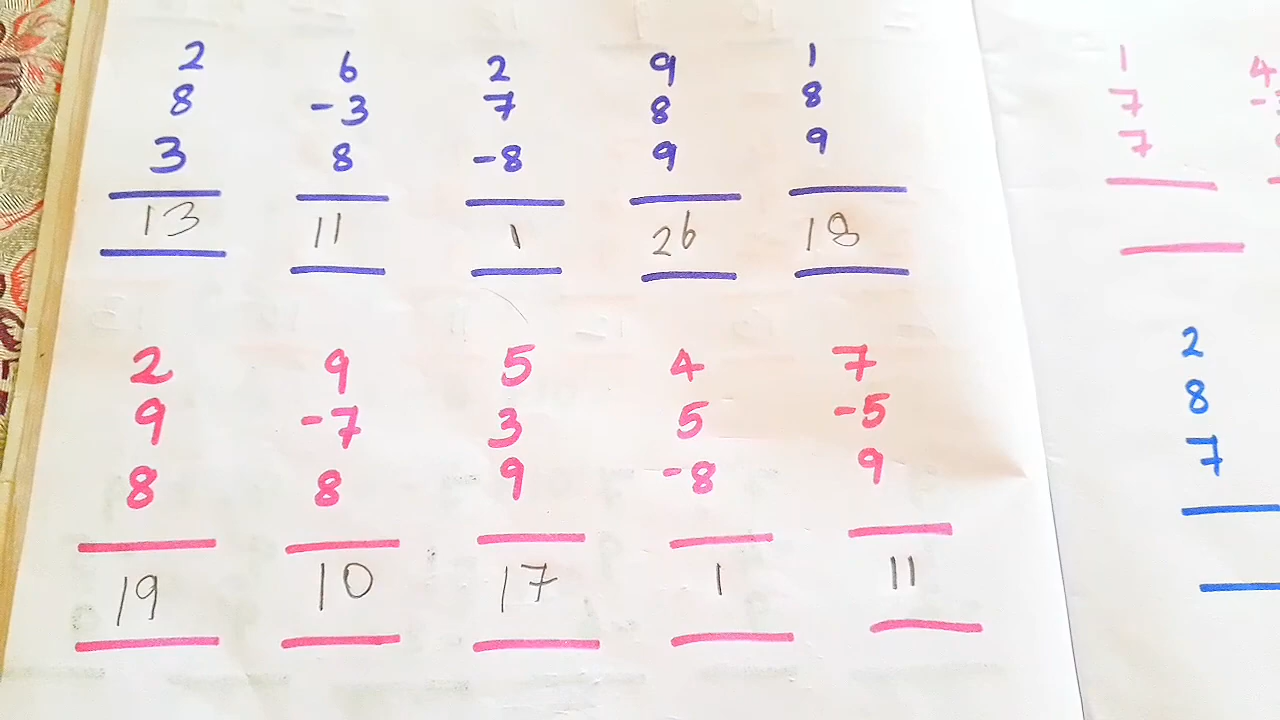 2 6 2 9 1
8 -3 7 8 8
3 8 -8 9 9
13 11 1 26 18
2 9 5 4 7
9 -7 3 5 -5
8 8 9 -8 9
19 10 17 1 11
1 4
7
7
2
8
7